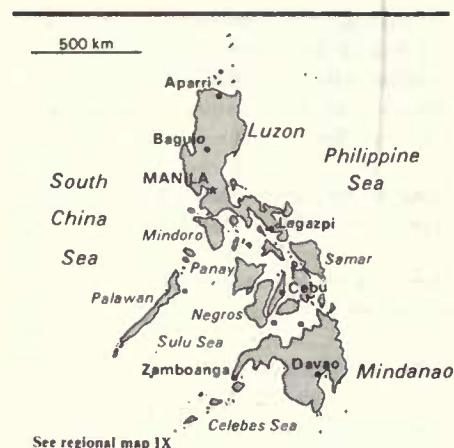 500 km
Aparri
Luzon
Baguio
Philippine
Sea
MANILA
South
China
Sea
Legazpi
Mindoro
Samar
Panay
Cebu
Palawan
Negros
Sulu Sea
Zamboanga
Davao
Mindanao
Celebes Sea
See regional map IX